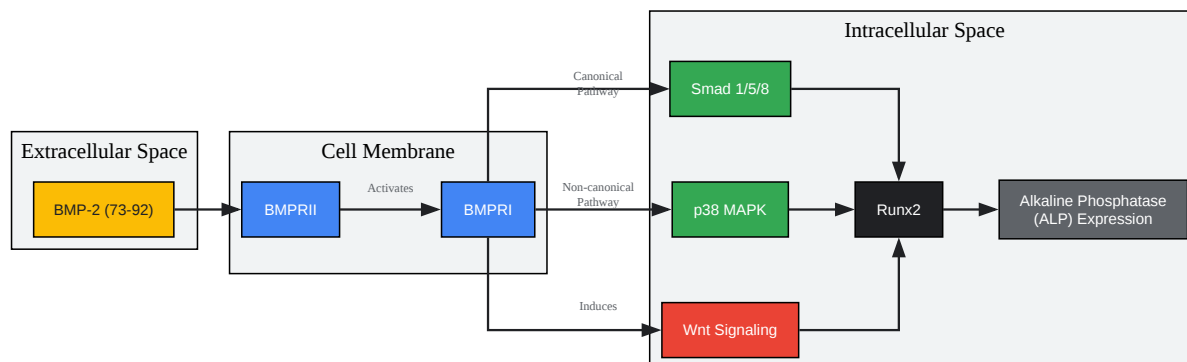 Intracellular Space
Canonical
Pathway
Smad 1/5/8
Extracellular Space
Cell Membrane
BMP-2 (73-92)
BMPRII
Activates
BMPRI
Non-canonical
Pathway
p38 MAPK
Runx2
Alkaline Phosphatase
(ALP) Expression
Induces
Wnt Signaling